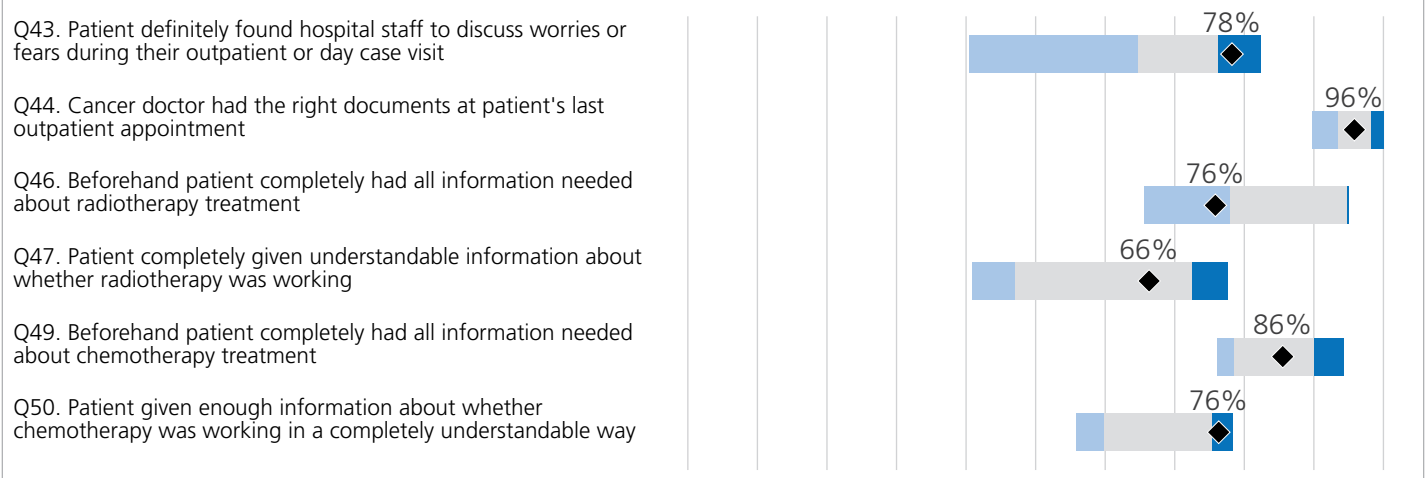 Q43. Patient definitely found hospital staff to discuss worries or
fears during their outpatient or day case visit
78%
Q44. Cancer doctor had the right documents at patient's last
outpatient appointment
96%
Q46. Beforehand patient completely had all information needed
about radiotherapy treatment
76%
Q47. Patient completely given understandable information about
whether radiotherapy was working
66%
Q49. Beforehand patient completely had all information needed
about chemotherapy treatment
86%
Q50. Patient given enough information about whether
chemotherapy was working in a completely understandable way
76%